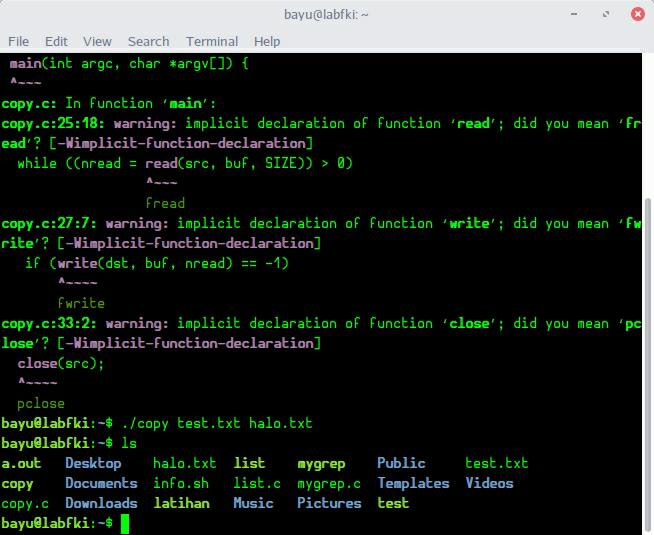 bayu@labfki: ~
File Edit View Search Terminal Help
main(int argc, char *argv[]) {
^~~~
copy.c: In function ‘main’:
copy.c:25:18: warning: implicit declaration of function ‘read’; did you mean ‘fr
ead’? [-Wimplicit-function-declaration]
while ((nread = read(src, buf, SIZE)) > 0)
^~~~
fread
copy.c:27:7: warning: implicit declaration of function ‘write’; did you mean ‘fw
rite’? [-Wimplicit-function-declaration]
if (write(dst, buf, nread) == -1)
^~~~~
fwrite
copy.c:33:2: warning: implicit declaration of function ‘close’; did you mean ‘pc
lose’? [-Wimplicit-function-declaration]
close(src);
^~~~~
pclose
bayu@labfki:~$ ./copy test.txt halo.txt
bayu@labfki:~$ ls
a.out Desktop halo.txt list mygrep Public test.txt
copy Documents info.sh list.c mygrep.c Templates Videos
copy.c Downloads latihan Music Pictures test
bayu@labfki:~$